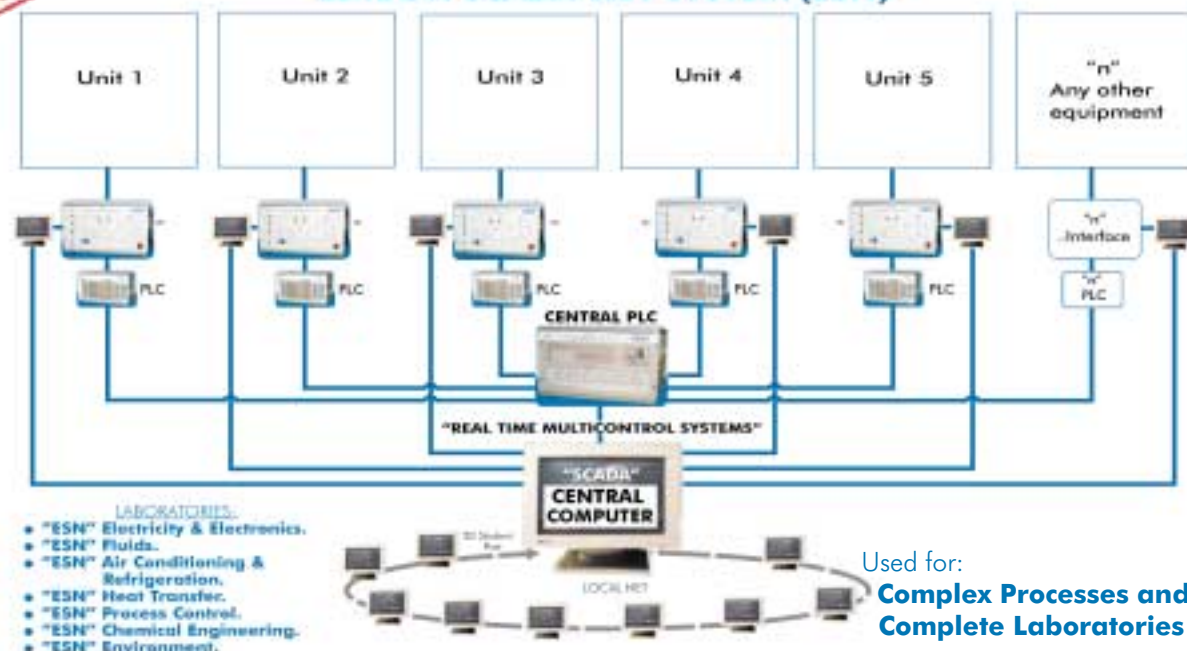 Unit 1
Unit 2
Unit 3
Unit 4
Unit 5
"n"
Any other
equipment
"n"
Interface
PLC
PLC
PLC
PLC
PLC
"n"
PLC
CENTRAL PLC
"REAL TIME MULTICONTROL SYSTEMS"
"SCADA"
CENTRAL
COMPUTER
LABORATORIES:
• "ESN" Electricity & Electronics.
• "ESN" Fluids.
• "ESN" Air Conditioning &
Refrigeration.
• "ESN" Heat Transfer.
• "ESN" Process Control.
• "ESN" Chemical Engineering.
• "ESN" Environment.
30 Student
LOCAL NET
Used for:
Complex Processes and
Complete Laboratories